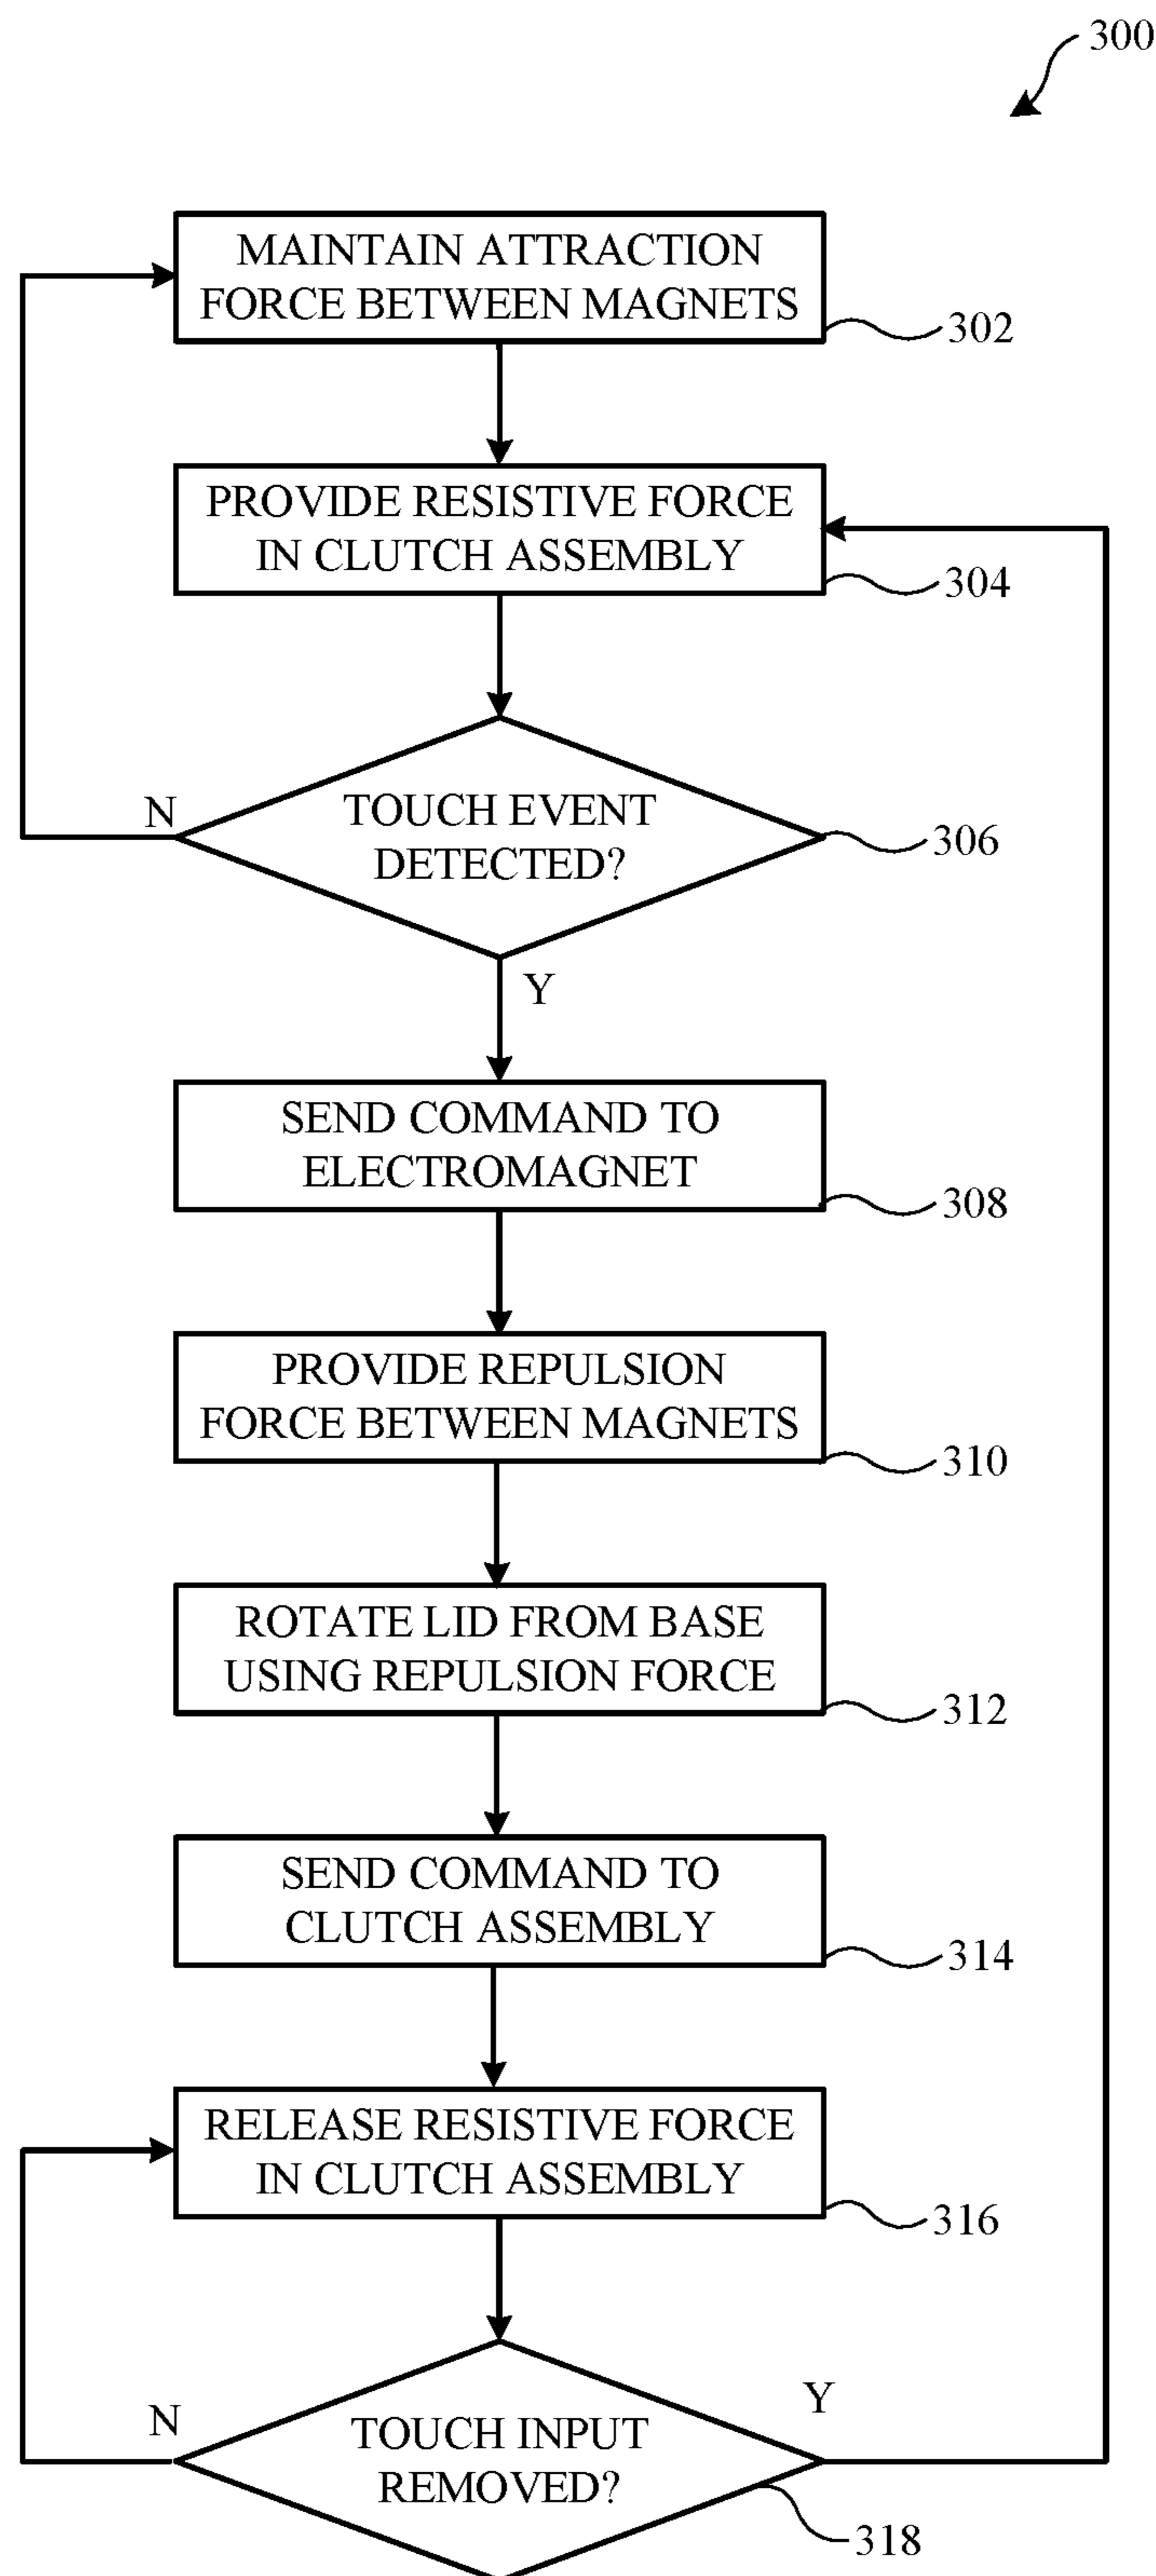 300
MAINTAIN ATTRACTION
FORCE BETWEEN MAGNETS
302
PROVIDE RESISTIVE FORCE
IN CLUTCH ASSEMBLY
304
TOUCH EVENT
DETECTED?
N
306
Y
SEND COMMAND TO
ELECTROMAGNET
308
PROVIDE REPULSION
FORCE BETWEEN MAGNETS
310
ROTATE LID FROM BASE
USING REPULSION FORCE
312
SEND COMMAND TO
CLUTCH ASSEMBLY
314
RELEASE RESISTIVE FORCE
IN CLUTCH ASSEMBLY
316
N
Y
TOUCH INPUT
REMOVED?
318